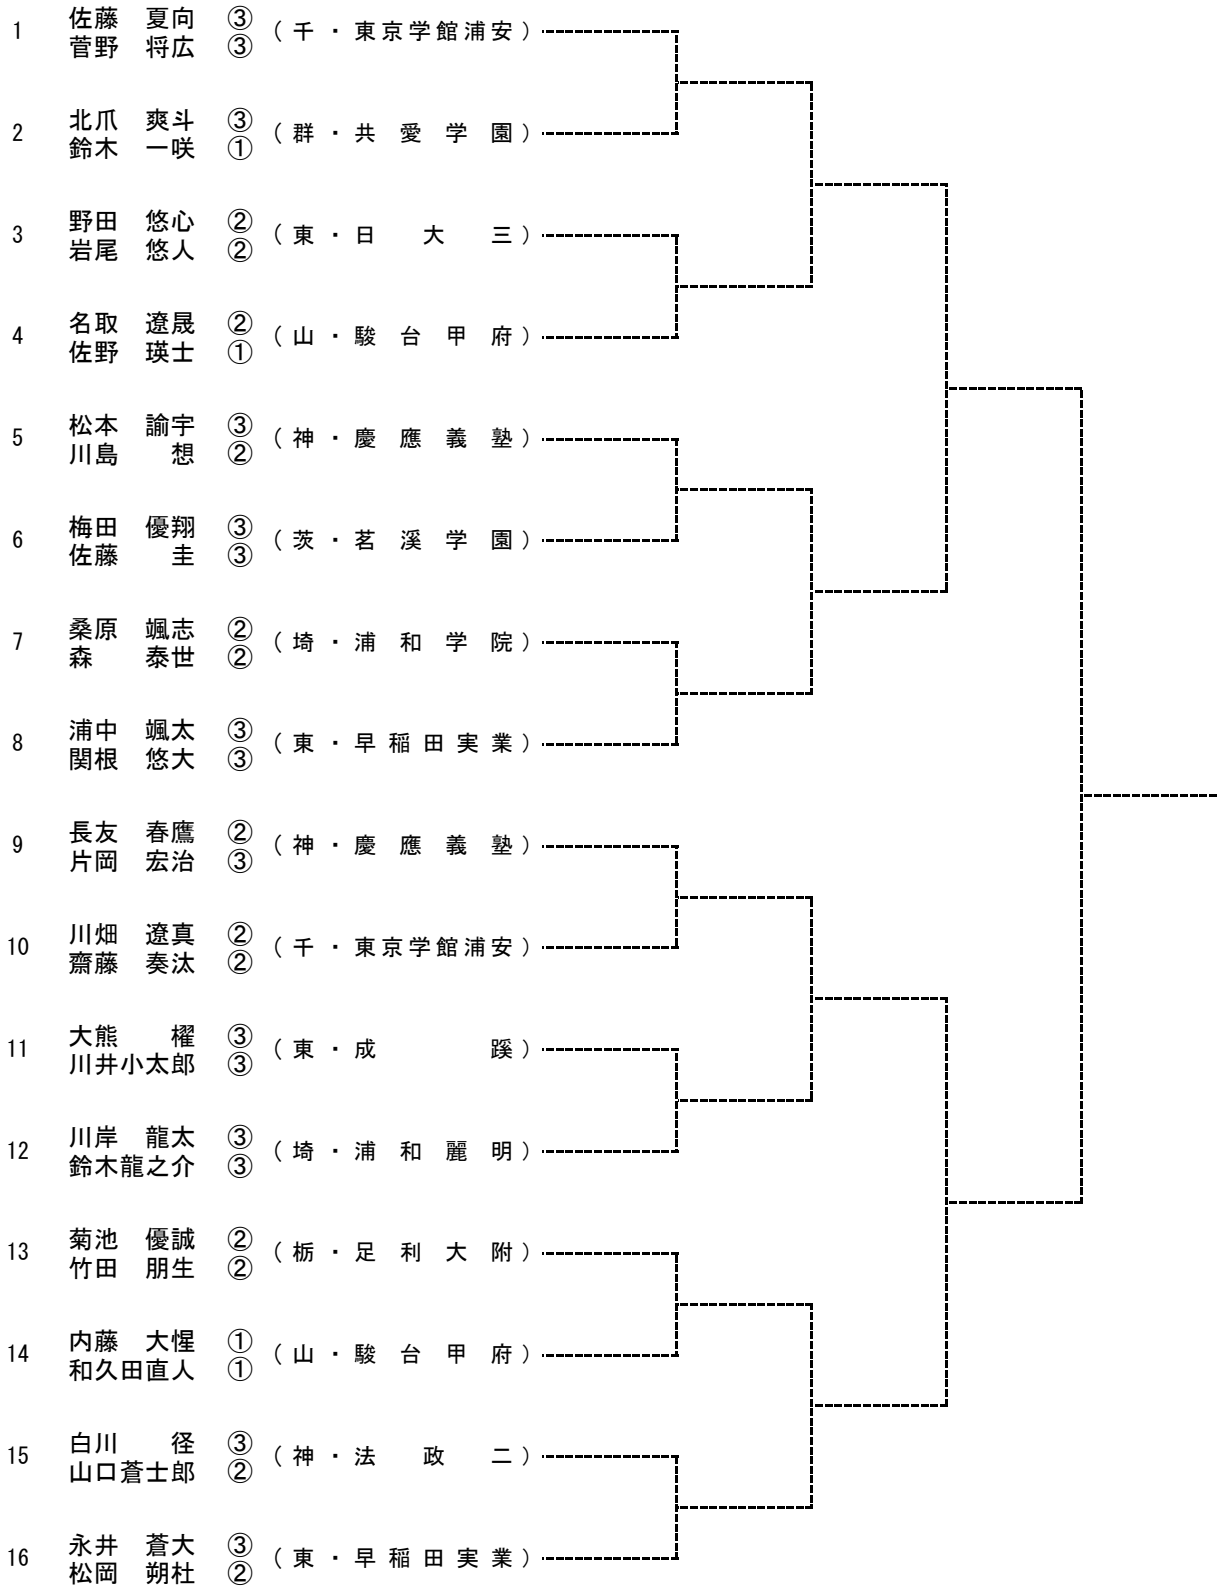 佐藤 夏向 ③
1 (千・東京学館浦安)
菅野 将広 ③
北爪 爽斗 ③
2 (群・共愛学園)
鈴木 一咲 ①
野田 悠心 ②
3 (東・日大三)
岩尾 悠人 ②
名取 遼晟 ②
4 (山・駿台甲府)
佐野 瑛士 ①
松本 諭宇 ③
5 (神・慶應義塾)
川島 想 ②
梅田 優翔 ③
6 (茨・茗溪学園)
佐藤 圭 ③
桑原 颯志 ②
7 (埼・浦和学院)
森 泰世 ②
浦中 颯太 ③
8 (東・早稲田実業)
関根 悠大 ③
長友 春鷹 ②
9 (神・慶應義塾)
片岡 宏治 ③
川畑 遼真 ②
10 (千・東京学館浦安)
齋藤 奏汰 ②
大熊 櫂 ③
11 (東・成蹊)
川井小太郎 ③
川岸 龍太 ③
12 (埼・浦和麗明)
鈴木龍之介 ③
菊池 優誠 ②
13 (栃・足利大附)
竹田 朋生 ②
内藤 大惺 ①
14 (山・駿台甲府)
和久田直人 ①
白川 径 ③
15 (神・法政二)
山口蒼士郎 ②
永井 蒼大 ③
16 (東・早稲田実業)
松岡 朔杜 ②